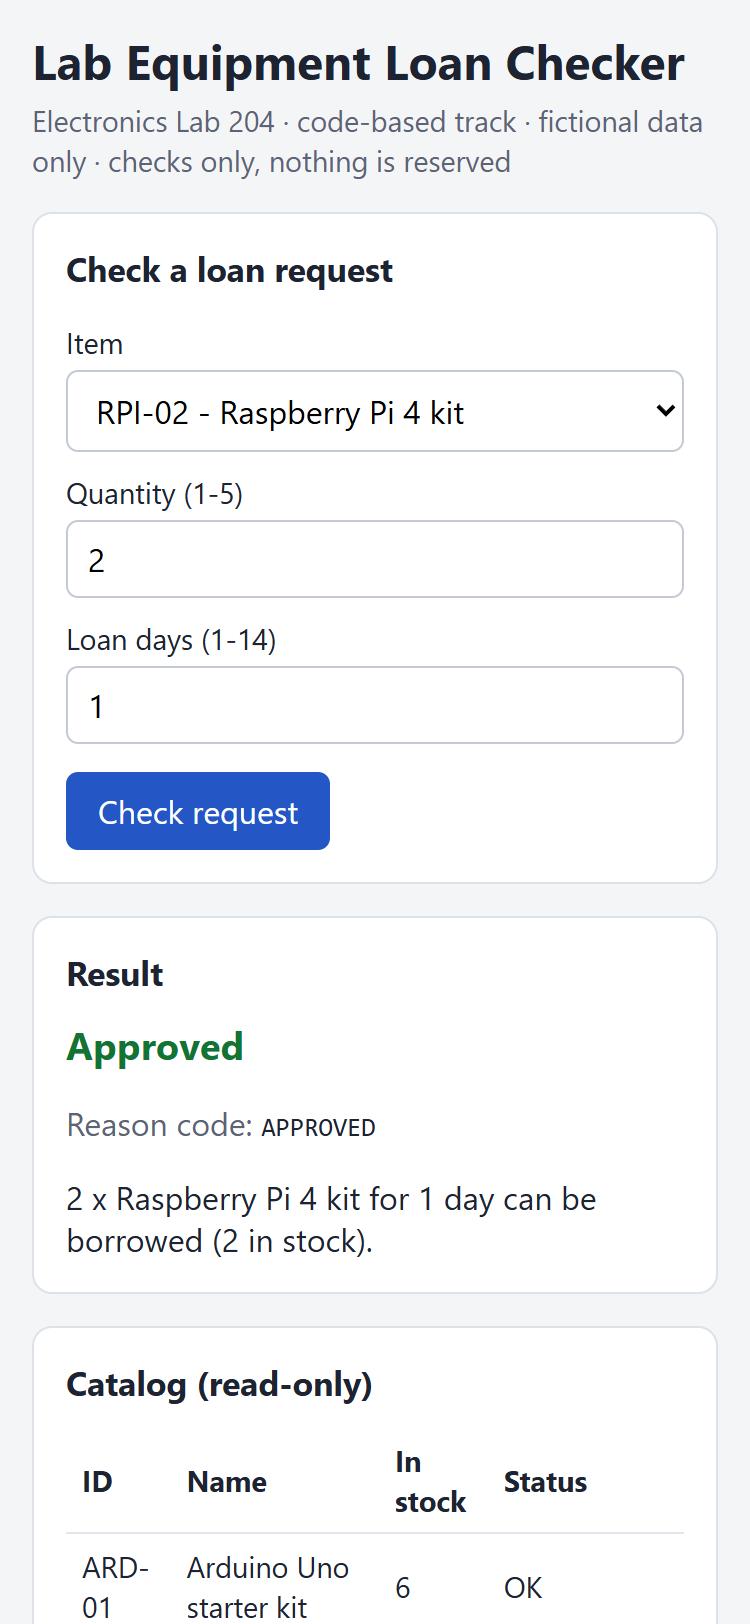 Lab Equipment Loan Checker
Electronics Lab 204 · code-based track · fictional data
only · checks only, nothing is reserved
Check a loan request
Item
RPI-02 - Raspberry Pi 4 kit
Quantity (1-5)
2
Loan days (1-14)
1
Check request
Result
Approved
Reason code: APPROVED
2 x Raspberry Pi 4 kit for 1 day can be
borrowed (2 in stock).
Catalog (read-only)
ID Name In stock Status
ARD-01 Arduino Uno starter kit 6 OK